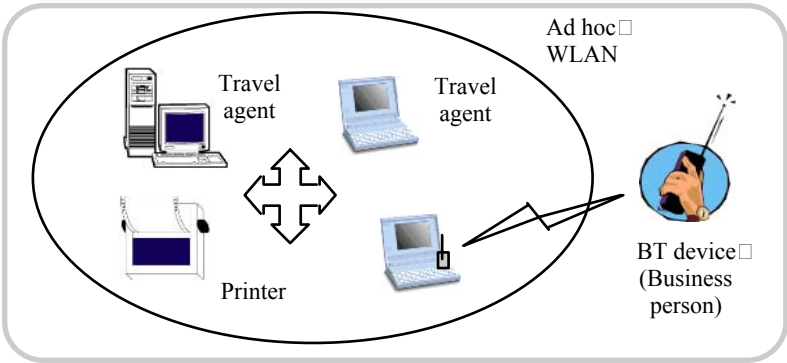 Travel
agent
Travel
agent
Ad hoc□
WLAN
Printer
BT device□
(Business
person)